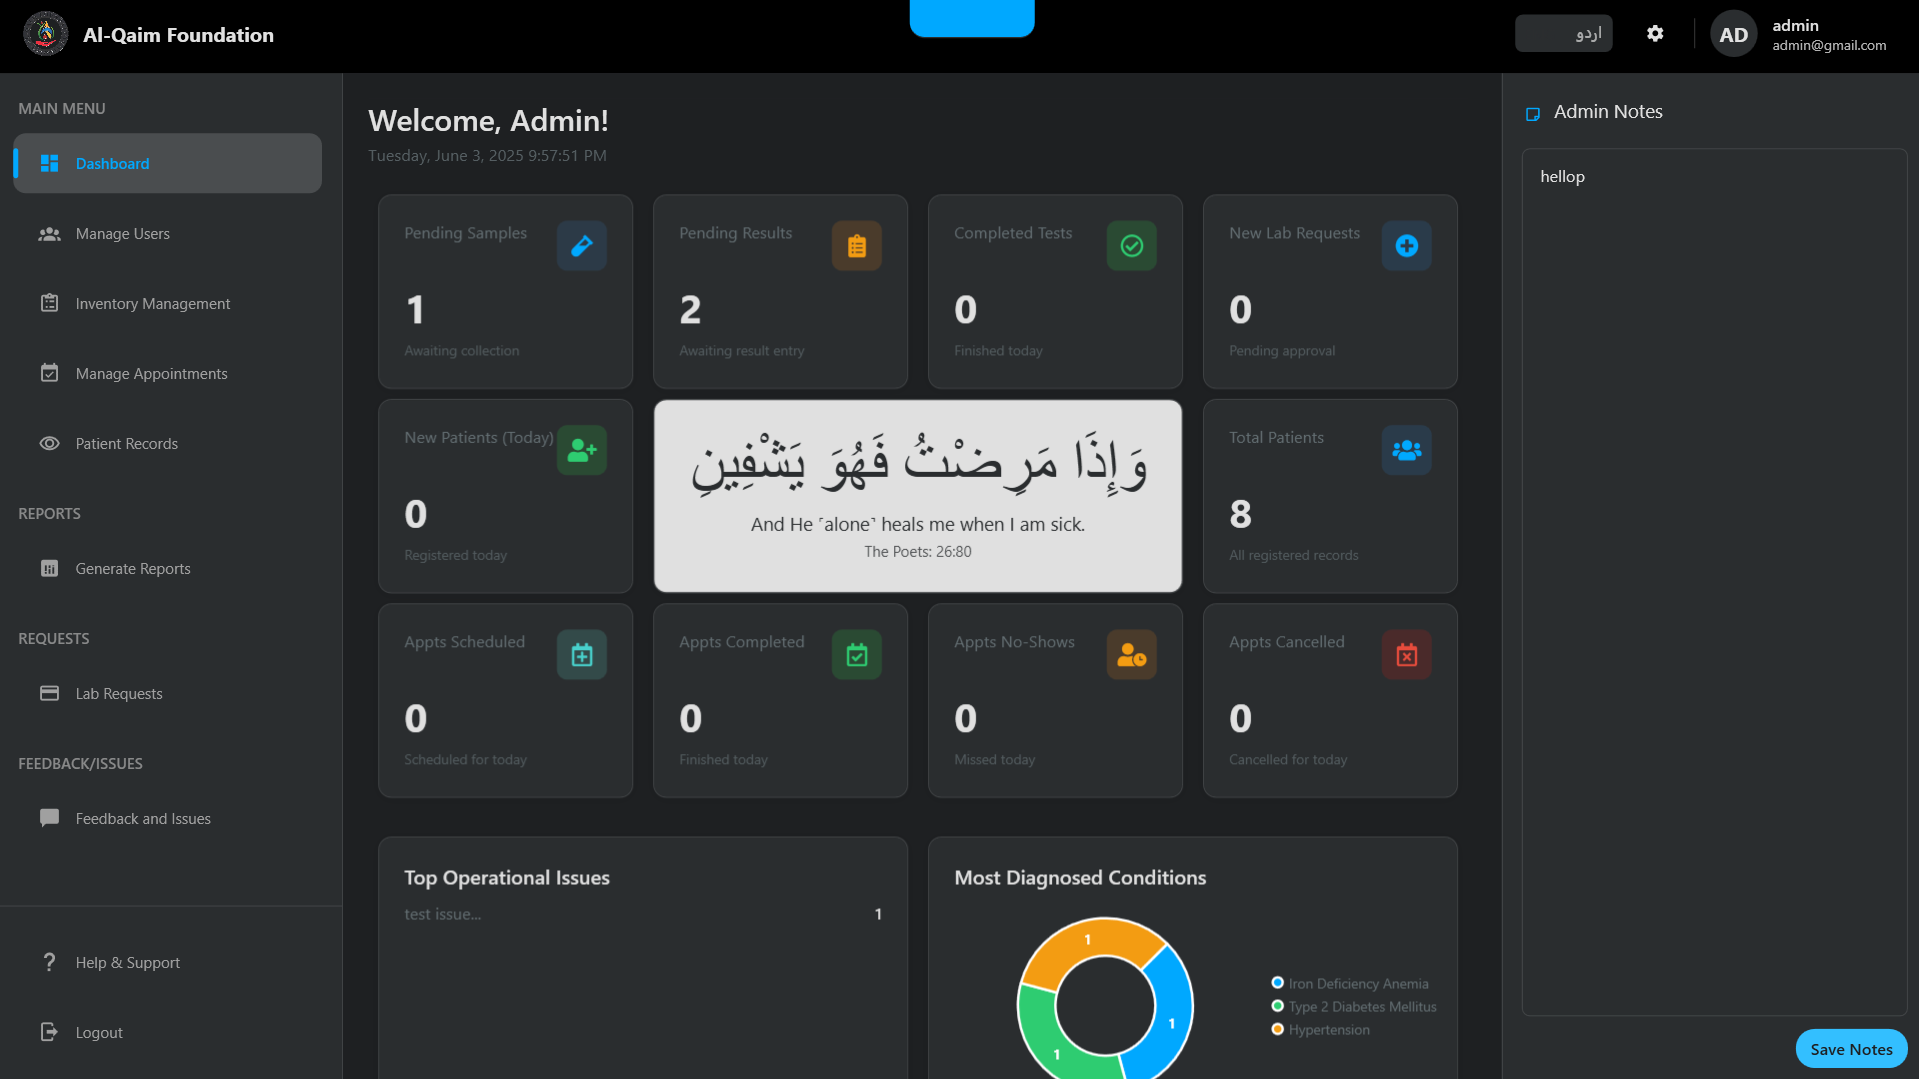 Al-Qaim Foundation
اردو
AD
admin
admin@gmail.com
MAIN MENU
Dashboard
Manage Users
Inventory Management
Manage Appointments
Patient Records
REPORTS
Generate Reports
REQUESTS
Lab Requests
FEEDBACK/ISSUES
Feedback and Issues
Help & Support
Logout
Welcome, Admin!
Tuesday, June 3, 2025 9:57:51 PM
Pending Samples
1
Awaiting collection
Pending Results
2
Awaiting result entry
Completed Tests
0
Finished today
New Lab Requests
0
Pending approval
New Patients (Today)
0
Registered today
وَإِذَا مَرِضْتُ فَهُوَ يَشْفِينِ
And He ˹alone˺ heals me when I am sick.
The Poets: 26:80
Total Patients
8
All registered records
Appts Scheduled
0
Scheduled for today
Appts Completed
0
Finished today
Appts No-Shows
0
Missed today
Appts Cancelled
0
Cancelled for today
Top Operational Issues
test issue...
1
Most Diagnosed Conditions
1
1
1
Iron Deficiency Anemia
Type 2 Diabetes Mellitus
Hypertension
Admin Notes
hellop
Save Notes